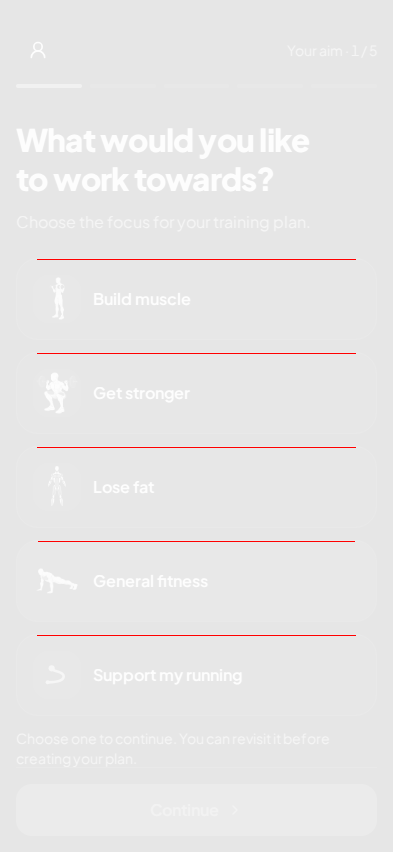 Your aim · 1 / 5
What would you like
to work towards?
Choose the focus for your training plan.
Build muscle
Get stronger
Lose fat
General fitness
Support my running
Choose one to continue. You can revisit it before
creating your plan.
Continue